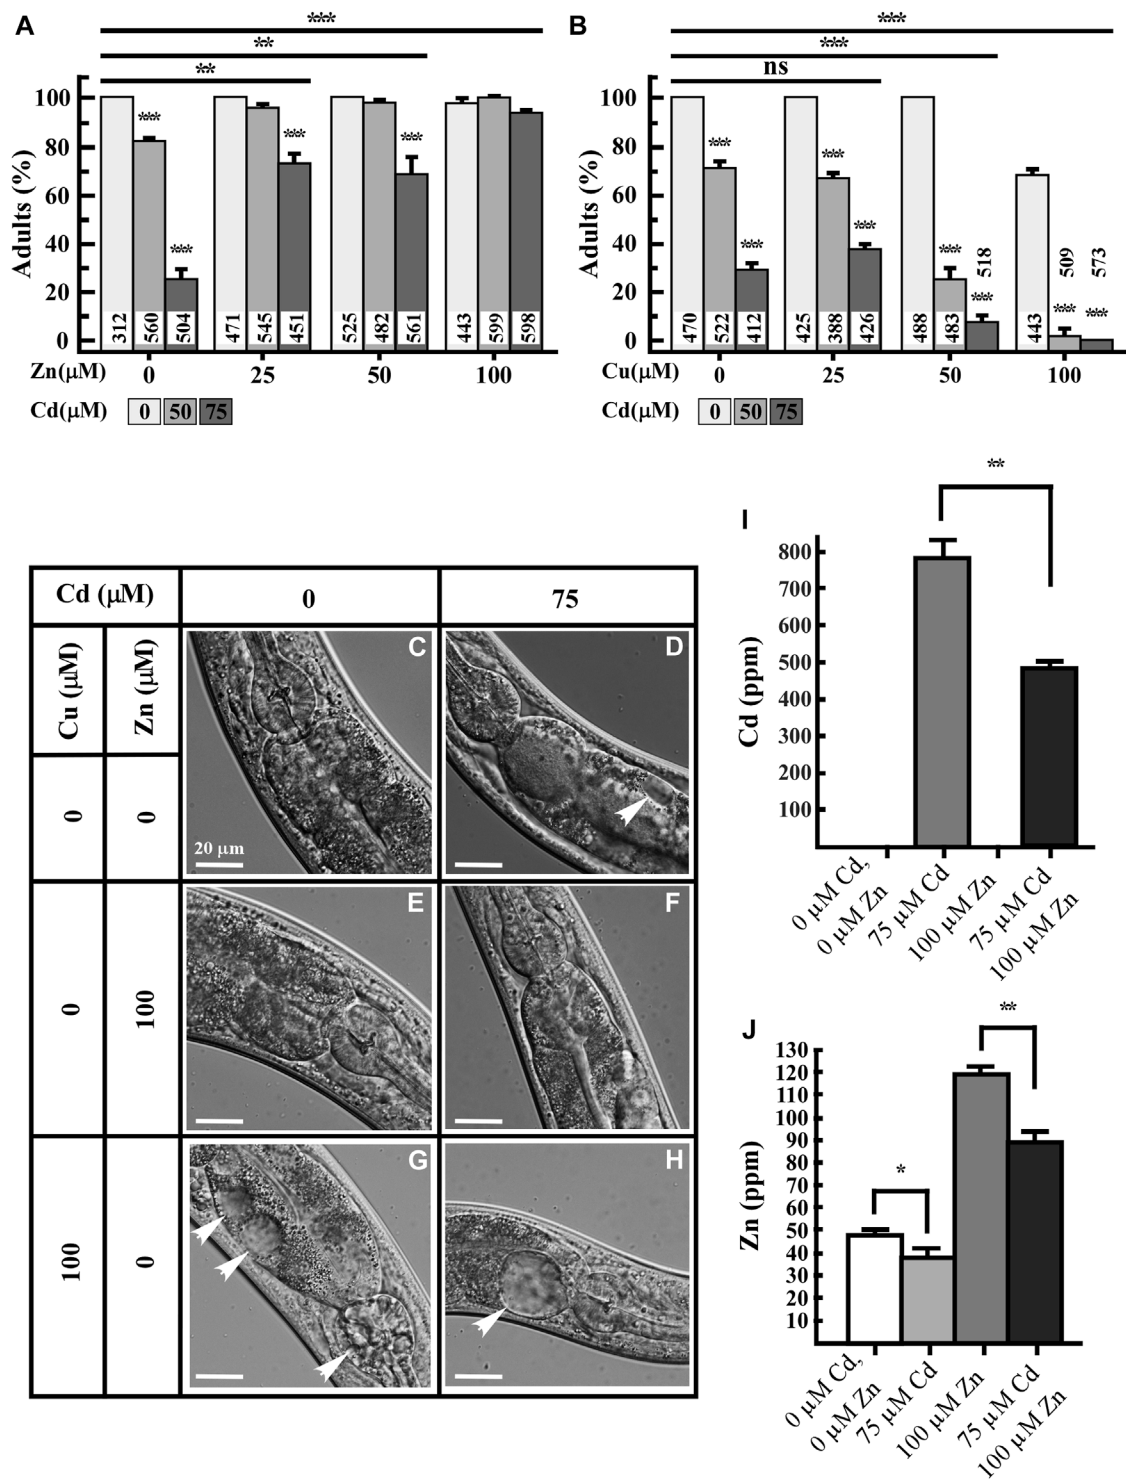 A
***
**
**
100
80
60
40
20
0
Adults (%)
***
***
***
***
312
560
504
471
545
451
525
482
561
443
599
598
Zn(μM)
0
25
50
100
Cd(μM)
0
50
75
B
***
***
ns
100
80
60
40
20
0
Adults (%)
***
***
***
***
***
***
***
***
470
522
412
425
388
426
488
483
518
443
509
573
Cu(μM)
0
25
50
100
Cd(μM)
0
50
75
Cd (μM)
0
75
Cu (μM)
Zn (μM)
0
0
C
20 μm
D
0
100
E
F
100
0
G
H
I
**
800
700
600
500
400
300
200
100
Cd (ppm)
0 μM Cd,
0 μM Zn
75 μM Cd
100 μM Zn
75 μM Cd
100 μM Zn
J
**
*
130
120
110
100
90
80
70
60
50
40
30
20
10
Zn (ppm)
0 μM Cd,
0 μM Zn
75 μM Cd
100 μM Zn
75 μM Cd
100 μM Zn